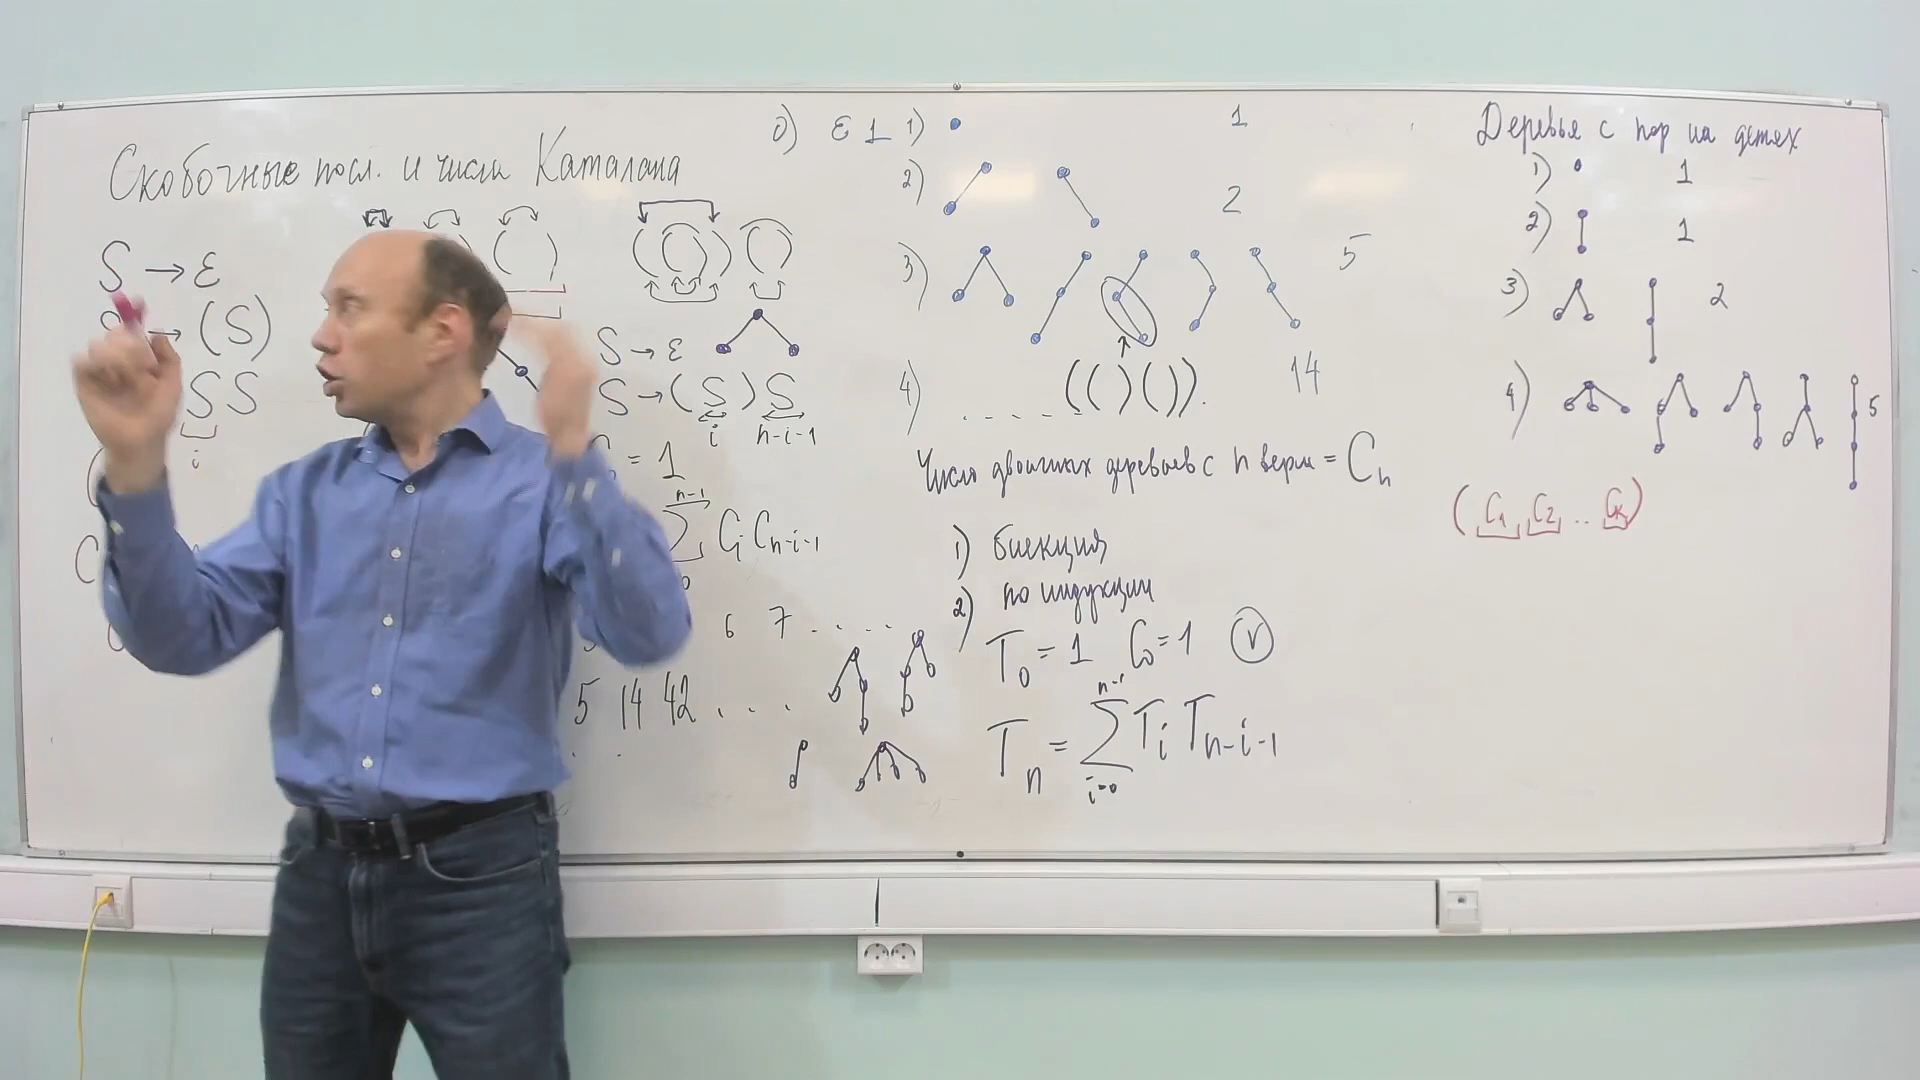 Скобочные посл. и числа Каталана
S → ε
→ (S)
SS
i
( ( ) ) ( )
S → ε
S → (S)S
i n-i-1
= 1
n-1
∑ C_i C_{n-i-1}
6 7 . . . .
5 14 42 . . .
0) ε 1 1) 1
2) 2
3) 5
4) . . . . . (()()). 14
Число двоичных деревьев с n верш = C_n
1) биекция
2) по индукции
T_0 = 1 C_0 = 1 (v)
T_n = ∑_{i=0}^{n-1} T_i T_{n-i-1}
Деревья с пор на детях
1) 1
2) 1
3) 2
4) 5
(C_1 C_2 .. C_k)